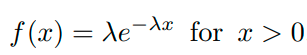 f(x) = λe^{-λx} for x > 0